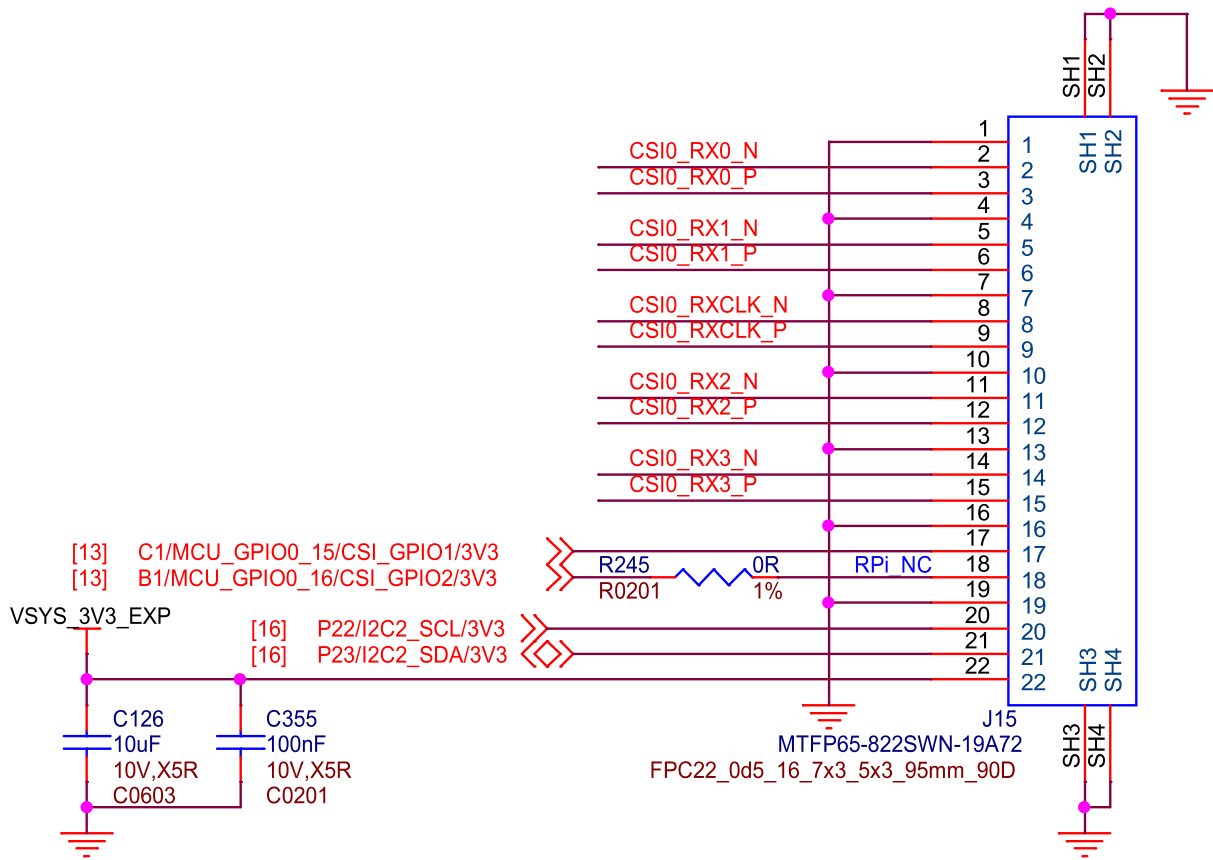 SH1
SH2
1
1
SH1
SH2
CSI0_RX0_N
2
2
CSI0_RX0_P
3
3
4
4
CSI0_RX1_N
5
5
CSI0_RX1_P
6
6
7
7
CSI0_RXCLK_N
8
8
CSI0_RXCLK_P
9
9
10
10
CSI0_RX2_N
11
11
CSI0_RX2_P
12
12
13
13
CSI0_RX3_N
14
14
CSI0_RX3_P
15
15
16
16
[13] C1/MCU_GPIO0_15/CSI_GPIO1/3V3
17
17
[13] B1/MCU_GPIO0_16/CSI_GPIO2/3V3
R245 0R
R0201 1%
RPi_NC
18
18
19
19
VSYS_3V3_EXP
[16] P22/I2C2_SCL/3V3
20
20
[16] P23/I2C2_SDA/3V3
21
21
22
22
SH3
SH4
C126
10uF
10V,X5R
C0603
C355
100nF
10V,X5R
C0201
J15
MTFP65-822SWN-19A72
FPC22_0d5_16_7x3_5x3_95mm_90D
SH3
SH4